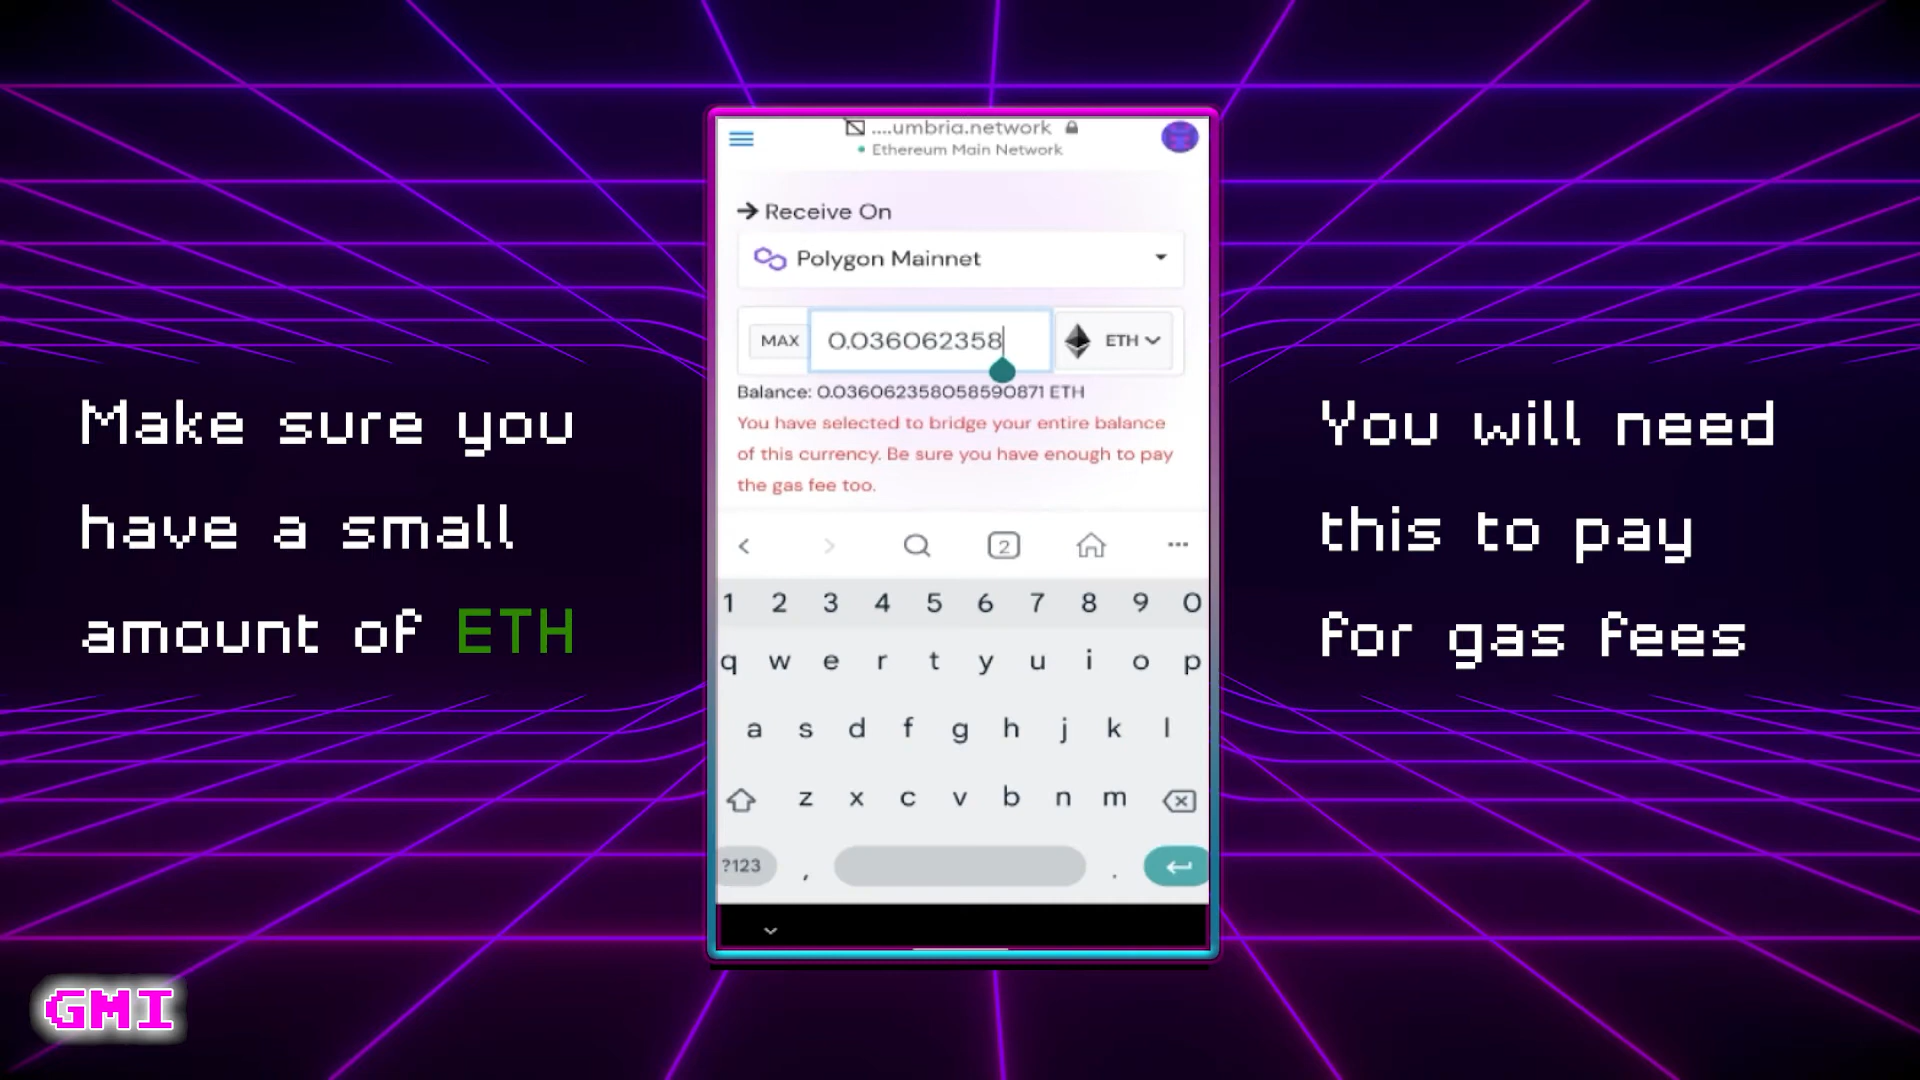 ....umbria.network
Ethereum Main Network
Receive On
Polygon Mainnet
MAX 0.036062358 ETH
Balance: 0.036062358058590871 ETH
You have selected to bridge your entire balance
of this currency. Be sure you have enough to pay
the gas fee too.
2
1 2 3 4 5 6 7 8 9 0
q w e r t y u i o p
a s d f g h j k l
z x c v b n m
?123 , .
Make sure you
have a small
amount of ETH
You will need
this to pay
for gas fees
GMI